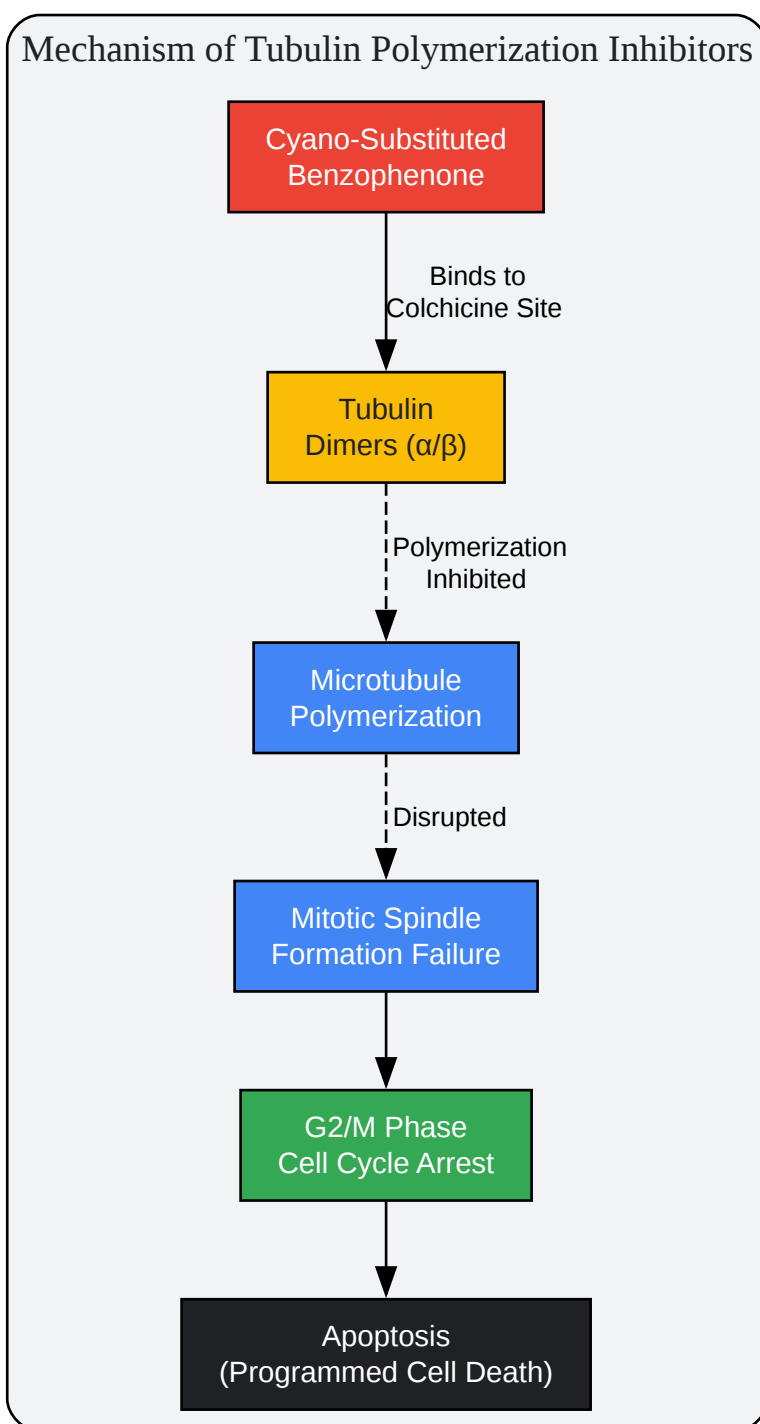 Mechanism of Tubulin Polymerization Inhibitors
Cyano-Substituted
Benzophenone
Binds to
Colchicine Site
Tubulin
Dimers (α/β)
Polymerization
Inhibited
Microtubule
Polymerization
Disrupted
Mitotic Spindle
Formation Failure
G2/M Phase
Cell Cycle Arrest
Apoptosis
(Programmed Cell Death)